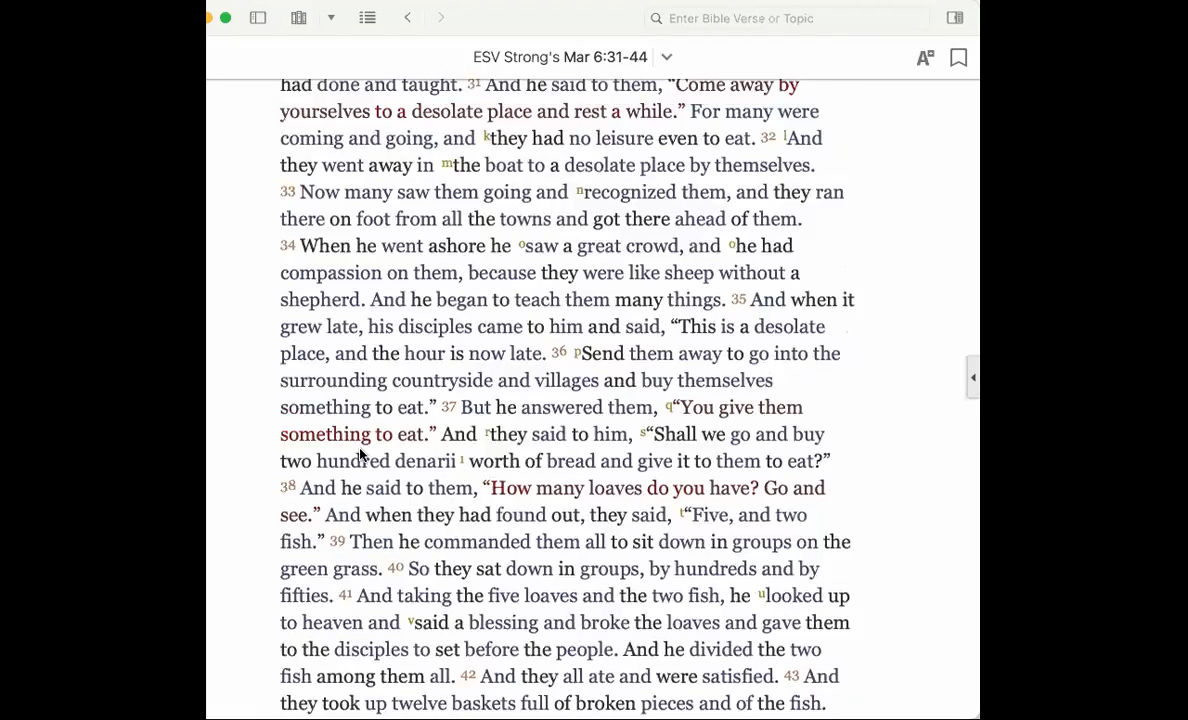 Enter Bible Verse or Topic
ESV Strong's Mar 6:31-44
had done and taught. 31 And he said to them, “Come away by
yourselves to a desolate place and rest a while.” For many were
coming and going, and kthey had no leisure even to eat. 32 lAnd
they went away in mthe boat to a desolate place by themselves.
33 Now many saw them going and nrecognized them, and they ran
there on foot from all the towns and got there ahead of them.
34 When he went ashore he osaw a great crowd, and ohe had
compassion on them, because they were like sheep without a
shepherd. And he began to teach them many things. 35 And when it
grew late, his disciples came to him and said, “This is a desolate
place, and the hour is now late. 36 pSend them away to go into the
surrounding countryside and villages and buy themselves
something to eat.” 37 But he answered them, q“You give them
something to eat.” And rthey said to him, s“Shall we go and buy
two hundred denarii 1 worth of bread and give it to them to eat?”
38 And he said to them, “How many loaves do you have? Go and
see.” And when they had found out, they said, t“Five, and two
fish.” 39 Then he commanded them all to sit down in groups on the
green grass. 40 So they sat down in groups, by hundreds and by
fifties. 41 And taking the five loaves and the two fish, he ulooked up
to heaven and vsaid a blessing and broke the loaves and gave them
to the disciples to set before the people. And he divided the two
fish among them all. 42 And they all ate and were satisfied. 43 And
they took up twelve baskets full of broken pieces and of the fish.